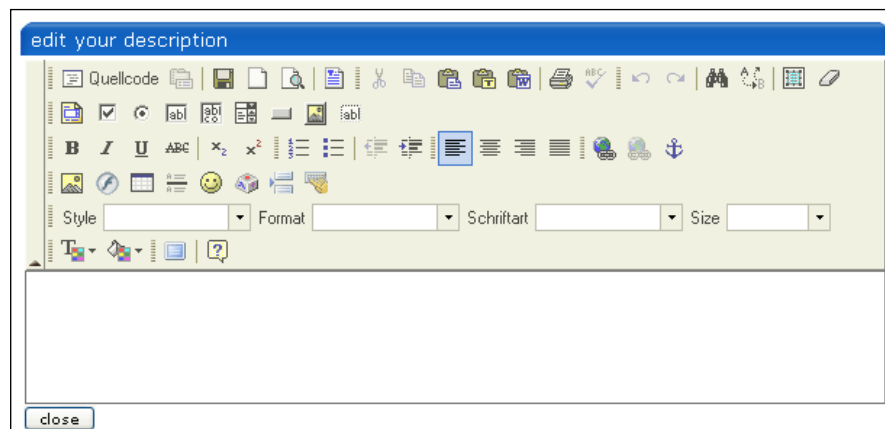 edit your description
Quellcode
Style Format Schriftart Size
close